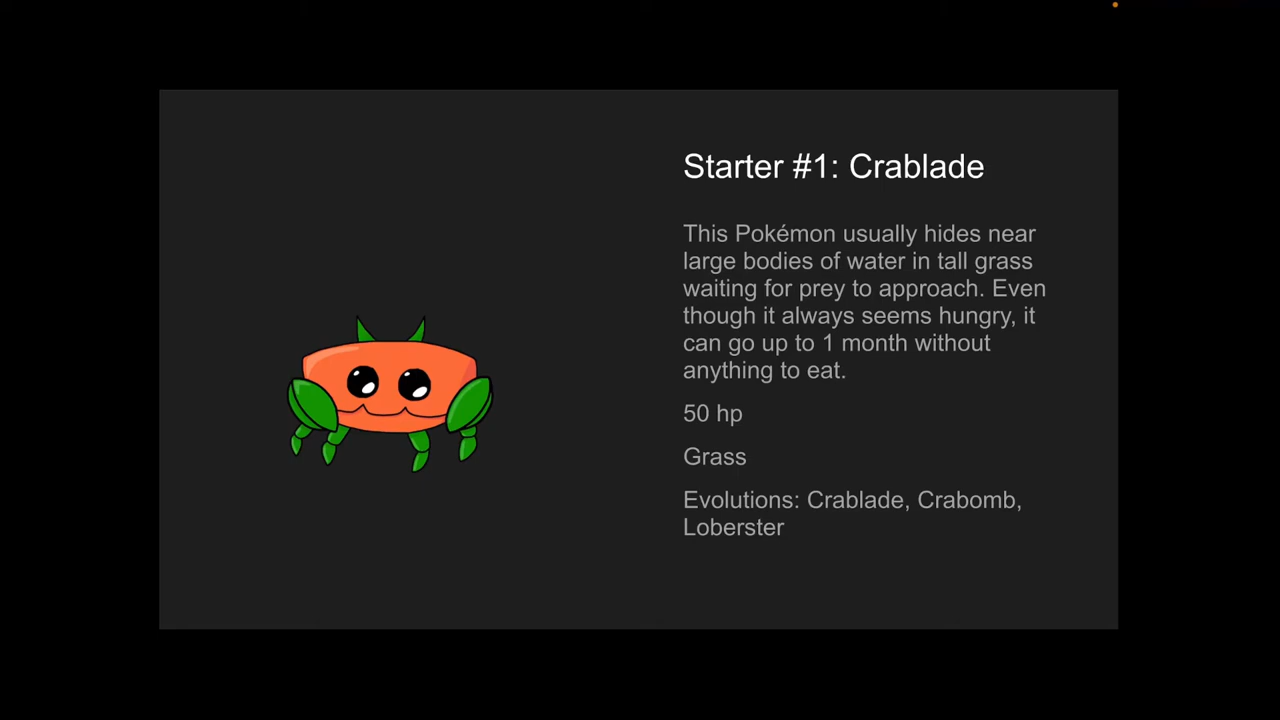 Starter #1: Crablade
This Pokémon usually hides near
large bodies of water in tall grass
waiting for prey to approach. Even
though it always seems hungry, it
can go up to 1 month without
anything to eat.
50 hp
Grass
Evolutions: Crablade, Crabomb,
Loberster